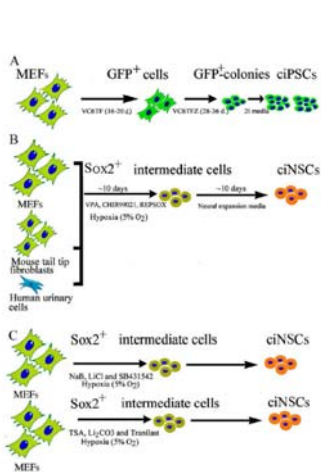 A
MEFs GFP+ cells GFP+ colonies ciPSCs
VC6TF (16-20 d.) VC6TFZ (28-36 d.) 2i media
B
Sox2+ intermediate cells ciNSCs
~10 days ~10 days
VPA, CHIR99021, REPSOX Neural expansion media
Hypoxia (5% O2)
MEFs
Mouse tail tip
fibroblasts
Human urinary
cells
C
Sox2+ intermediate cells ciNSCs
NaB, LiCl and SB431542
Hypoxia (5% O2)
MEFs
Sox2+ intermediate cells ciNSCs
TSA, Li2CO3 and Tranilast
Hypoxia (5% O2)
MEFs